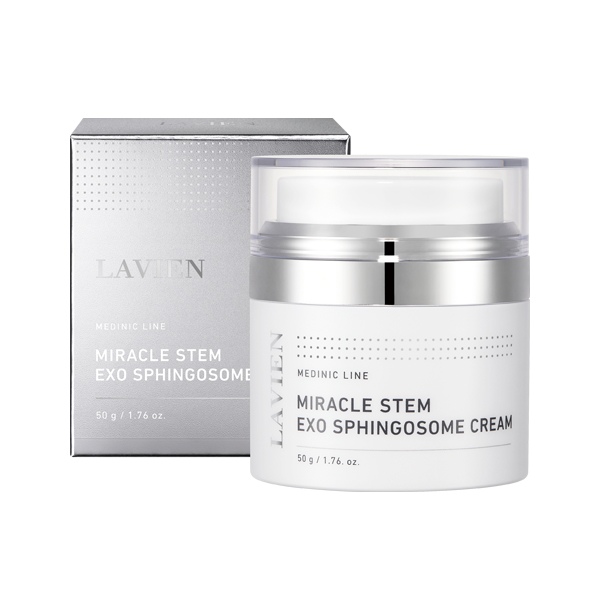 LAVIEN
LAVIEN
MEDINIC LINE
MIRACLE STEM
EXO SPHINGOSOME
50 g / 1.76 oz.
LAVIEN
MEDINIC LINE
MIRACLE STEM
EXO SPHINGOSOME CREAM
50 g / 1.76. oz.